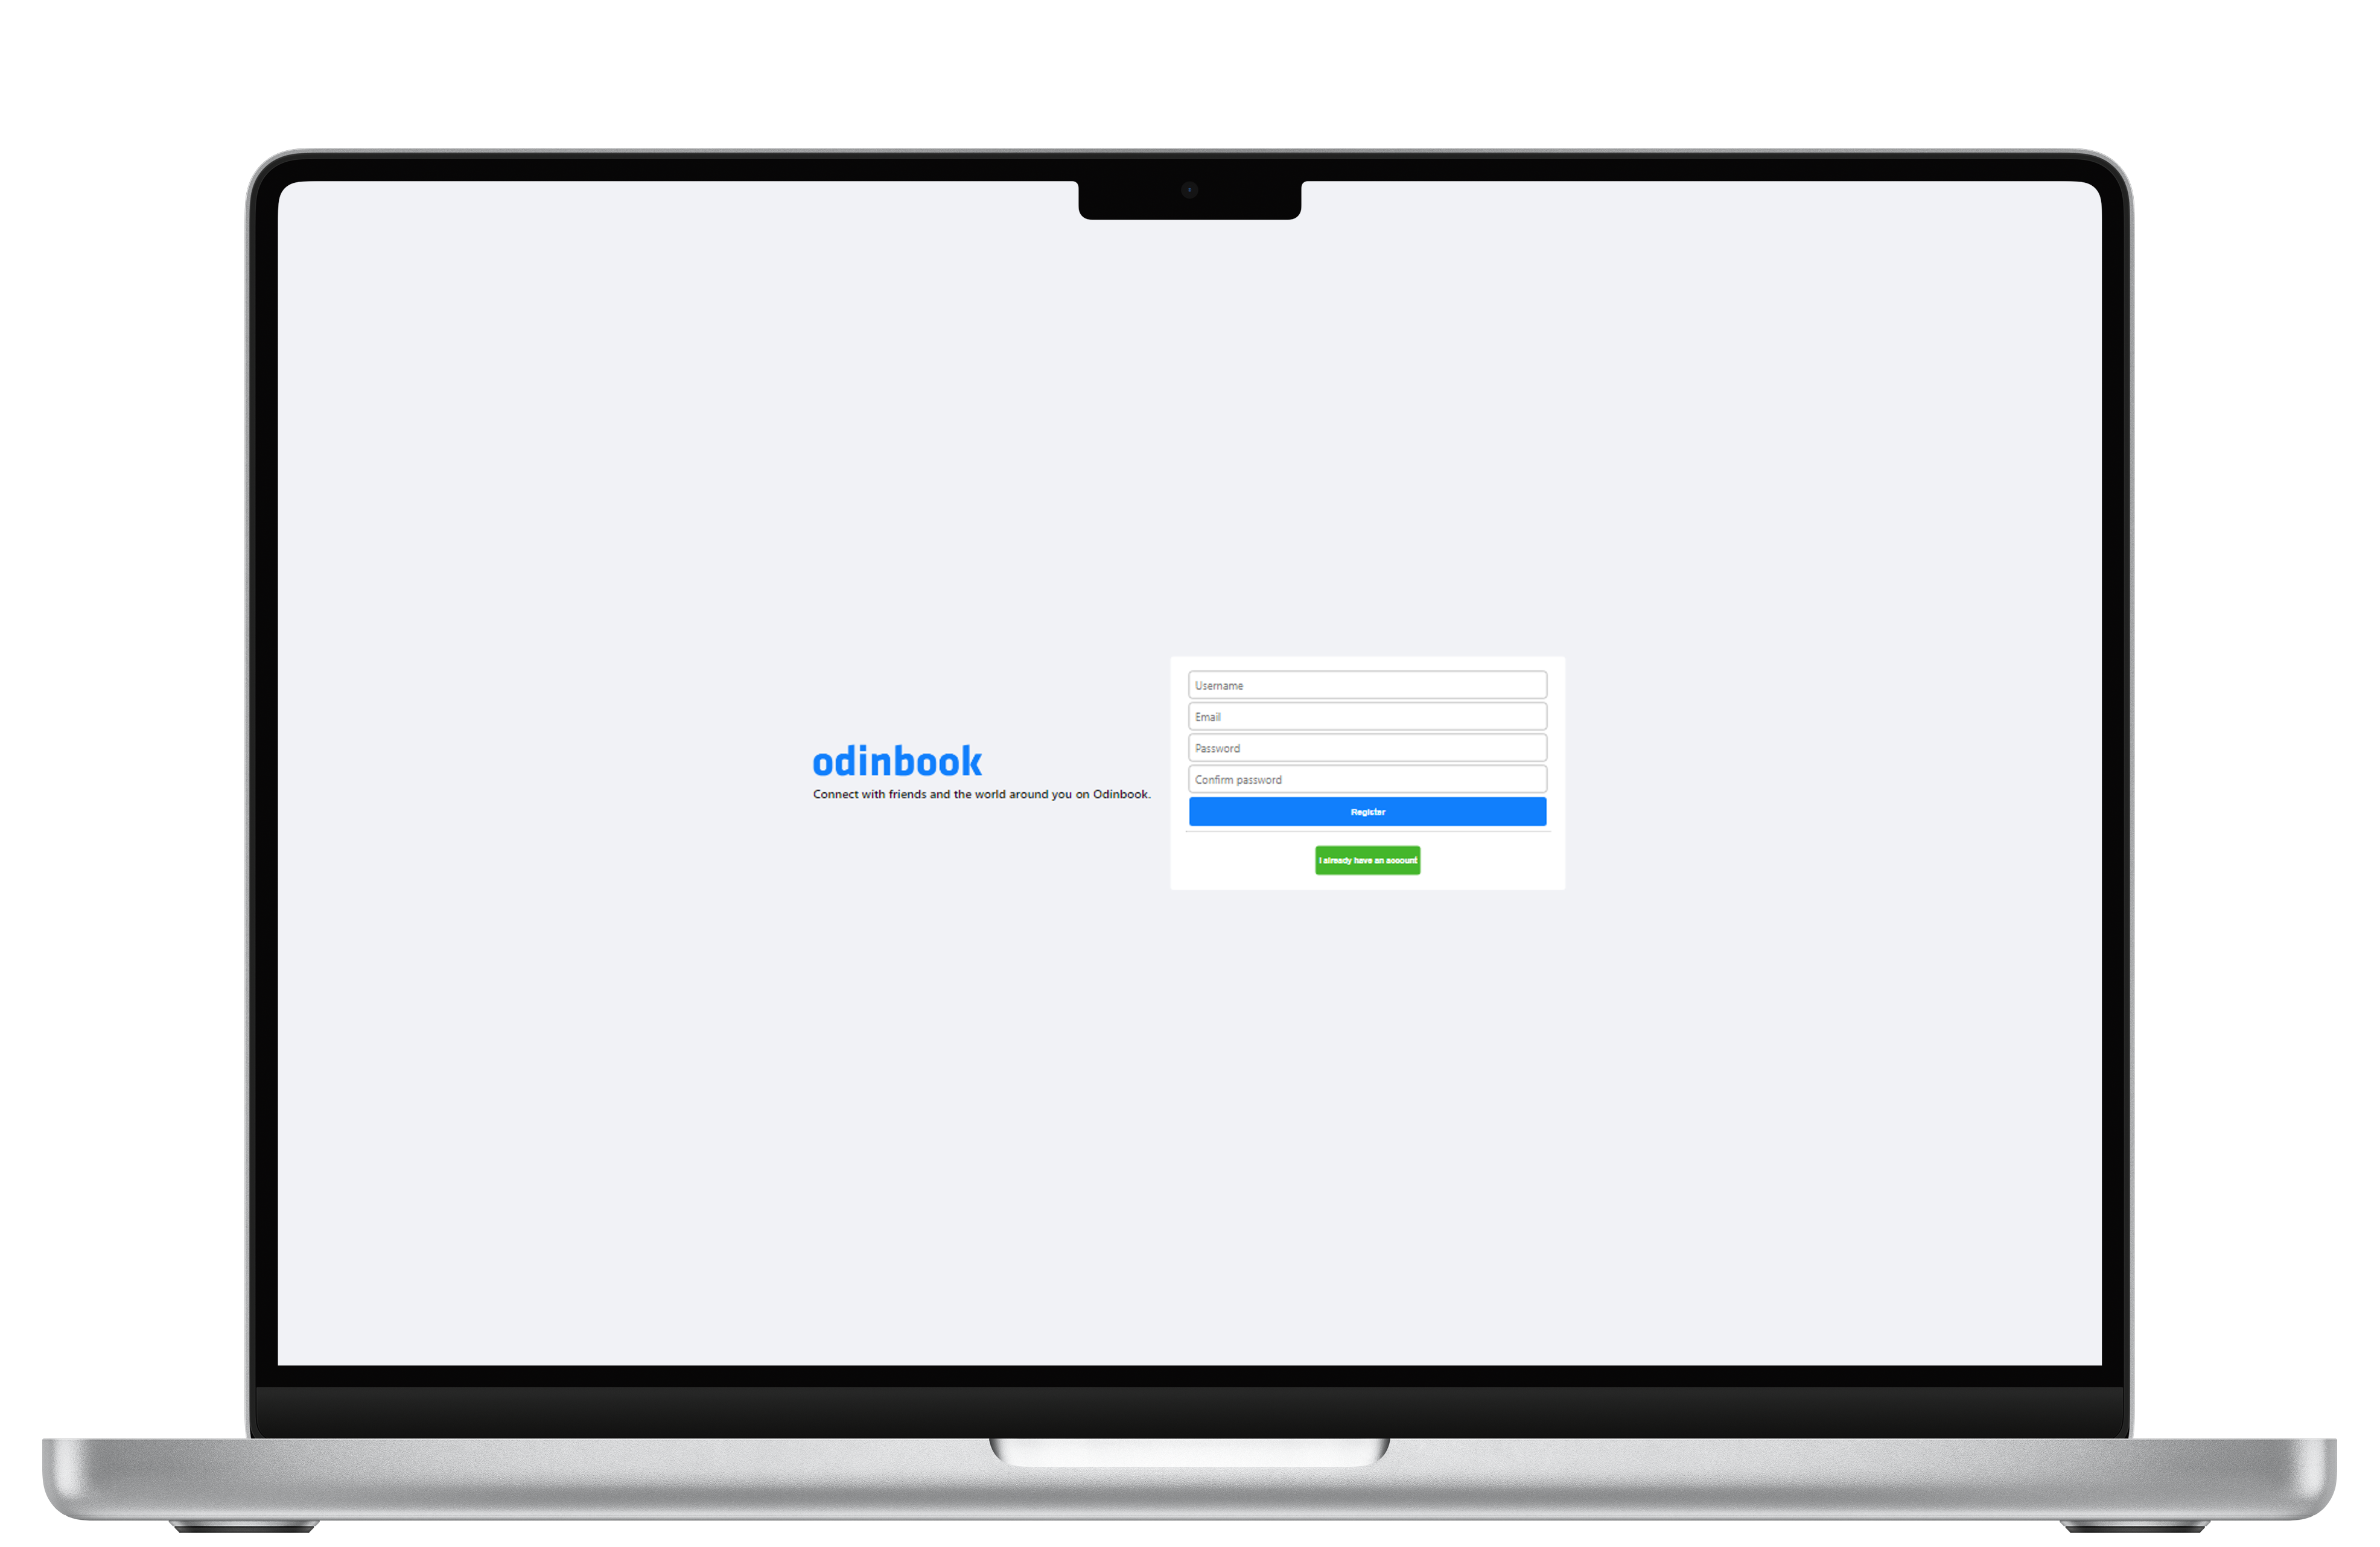 odinbook
Connect with friends and the world around you on Odinbook.
Username
Email
Password
Confirm password
Register
I already have an account